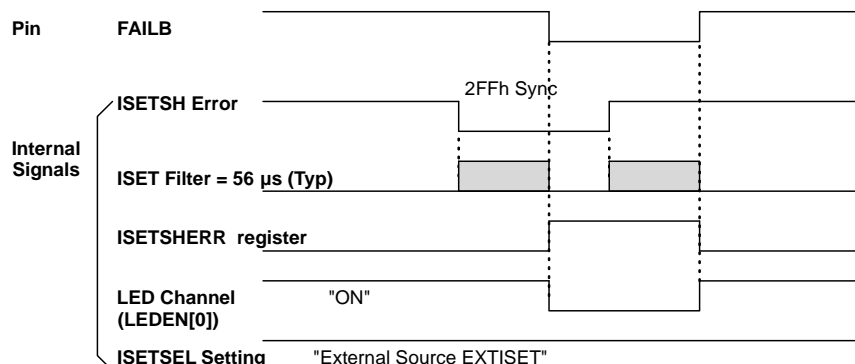 Pin FAILB
2FFh Sync
ISETSH Error
Internal
Signals
ISET Filter = 56 µs (Typ)
ISETSHERR register
LED Channel "ON"
(LEDEN[0])
ISETSEL Setting "External Source EXTISET"